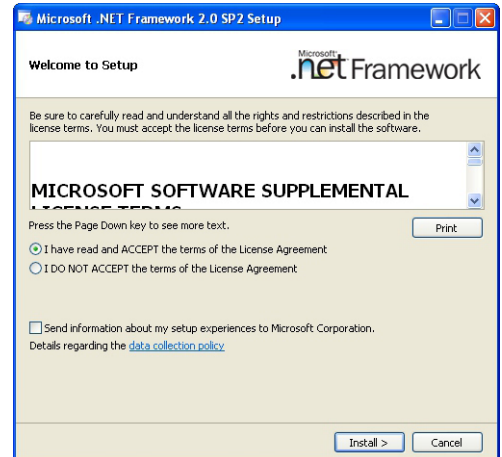 Microsoft .NET Framework 2.0 SP2 Setup
Welcome to Setup
Microsoft
.net Framework
Be sure to carefully read and understand all the rights and restrictions described in the
license terms. You must accept the license terms before you can install the software.
MICROSOFT SOFTWARE SUPPLEMENTAL
LICENSE TERMS
Press the Page Down key to see more text.
Print
I have read and ACCEPT the terms of the License Agreement
I DO NOT ACCEPT the terms of the License Agreement
Send information about my setup experiences to Microsoft Corporation.
Details regarding the data collection policy
Install >
Cancel